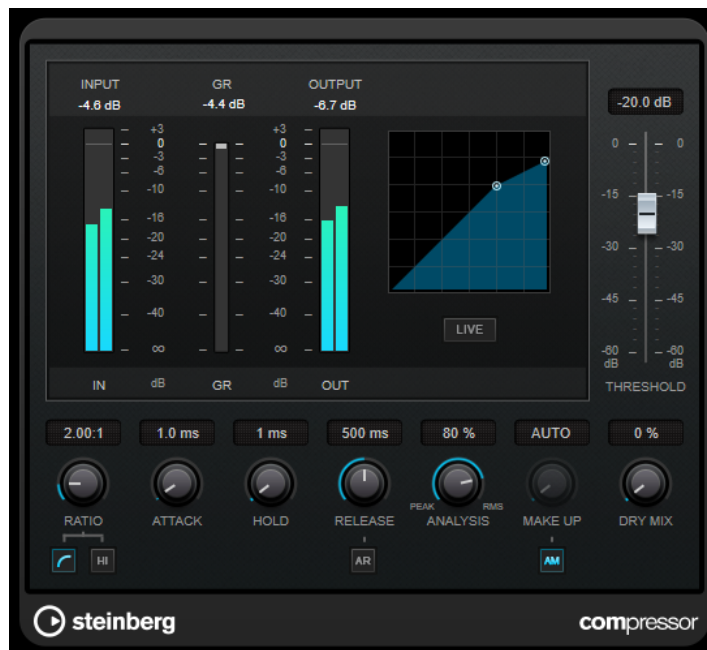 INPUT GR OUTPUT
-4.6 dB -4.4 dB -6.7 dB
-20.0 dB
+3 +3
0 0
-3 -3
-6 -6
-10 -10
-16 -16
-20 -20
-24 -24
-30 -30
-40 -40
∞ ∞
IN dB GR dB OUT
LIVE
0 0
-15 -15
-30 -30
-45 -45
-60 -60
dB dB
THRESHOLD
2.00:1 1.0 ms 1 ms 500 ms 80 % AUTO 0 %
PEAK RMS
RATIO ATTACK HOLD RELEASE ANALYSIS MAKE UP DRY MIX
HI AR AM
steinberg compressor